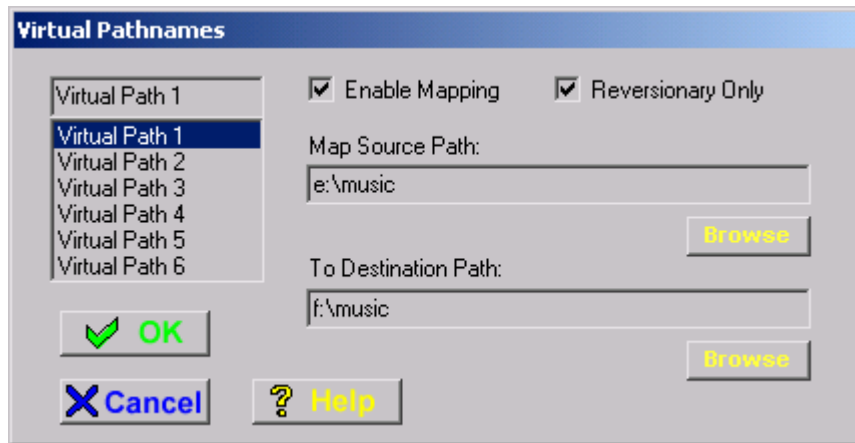 Virtual Pathnames
Virtual Path 1
Virtual Path 1
Virtual Path 2
Virtual Path 3
Virtual Path 4
Virtual Path 5
Virtual Path 6
Enable Mapping
Reversionary Only
Map Source Path:
e:\music
Browse
To Destination Path:
f:\music
Browse
OK
Cancel
? Help